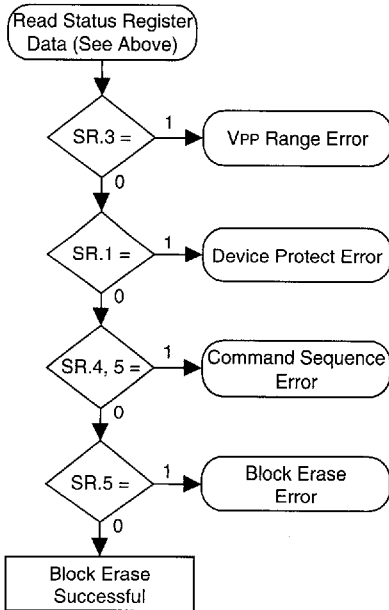 Read Status Register
Data (See Above)
SR.3 =
1
VPP Range Error
0
SR.1 =
1
Device Protect Error
0
SR.4, 5 =
1
Command Sequence
Error
0
SR.5 =
1
Block Erase
Error
0
Block Erase
Successful